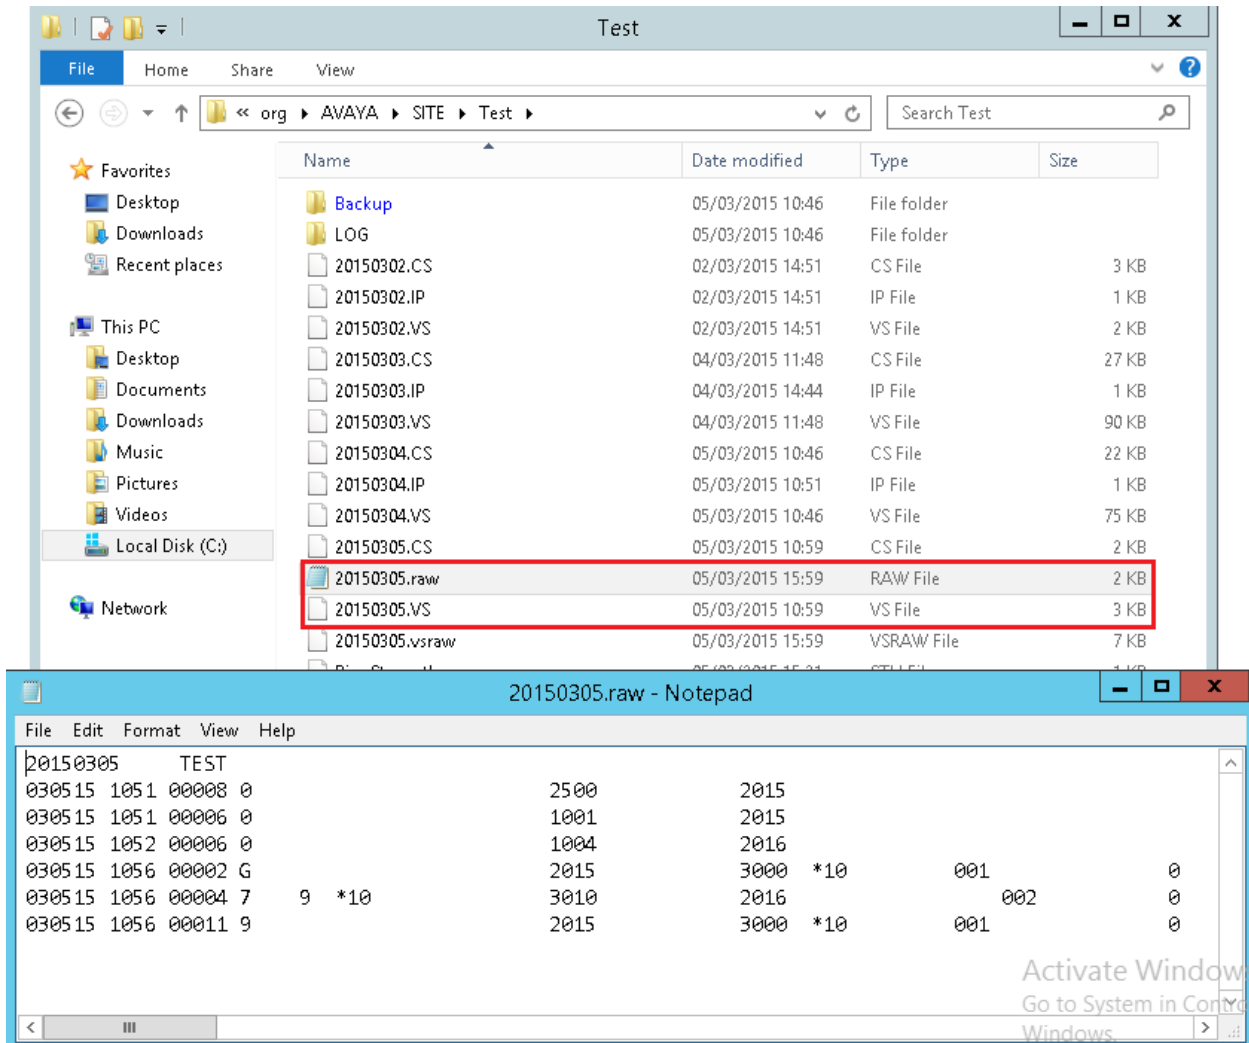 Test
File Home Share View
« org ▸ AVAYA ▸ SITE ▸ Test ▸ Search Test
Name Date modified Type Size
Favorites
Desktop
Downloads
Recent places
This PC
Desktop
Documents
Downloads
Music
Pictures
Videos
Local Disk (C:)
Network
Backup 05/03/2015 10:46 File folder
LOG 05/03/2015 10:46 File folder
20150302.CS 02/03/2015 14:51 CS File 3 KB
20150302.IP 02/03/2015 14:51 IP File 1 KB
20150302.VS 02/03/2015 14:51 VS File 2 KB
20150303.CS 04/03/2015 11:48 CS File 27 KB
20150303.IP 04/03/2015 14:44 IP File 1 KB
20150303.VS 04/03/2015 11:48 VS File 90 KB
20150304.CS 05/03/2015 10:46 CS File 22 KB
20150304.IP 05/03/2015 10:51 IP File 1 KB
20150304.VS 05/03/2015 10:46 VS File 75 KB
20150305.CS 05/03/2015 10:59 CS File 2 KB
20150305.raw 05/03/2015 15:59 RAW File 2 KB
20150305.VS 05/03/2015 10:59 VS File 3 KB
20150305.vsraw 05/03/2015 15:59 VSRAW File 7 KB
20150305.raw - Notepad
File Edit Format View Help
20150305 TEST
030515 1051 00008 0 2500 2015
030515 1051 00006 0 1001 2015
030515 1052 00006 0 1004 2016
030515 1056 00002 G 2015 3000 *10 001 0
030515 1056 00004 7 9 *10 3010 2016 002 0
030515 1056 00011 9 2015 3000 *10 001 0
Activate Window
Go to System in Contro
Windows.